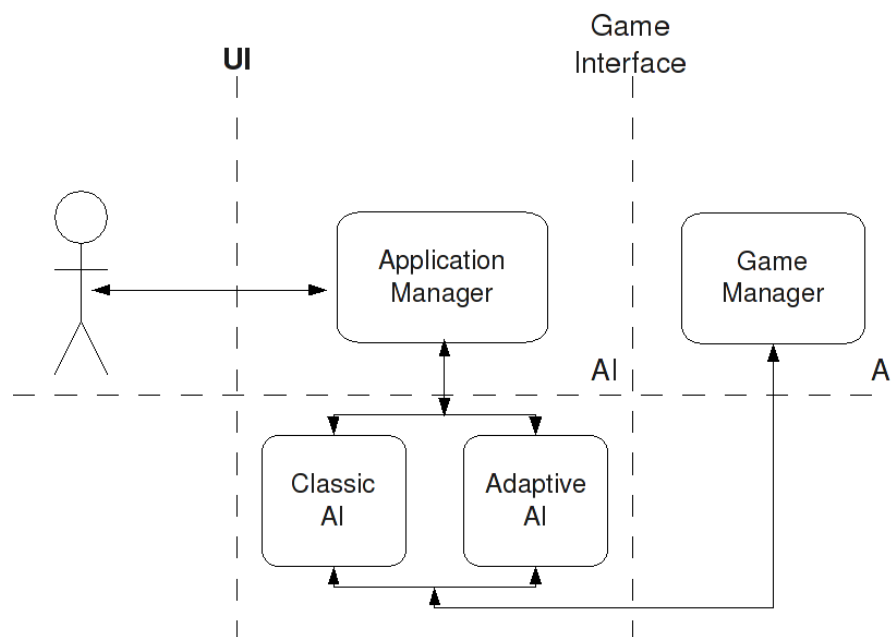 UI
Game
Interface
Application
Manager
Game
Manager
AI
A
Classic
AI
Adaptive
AI